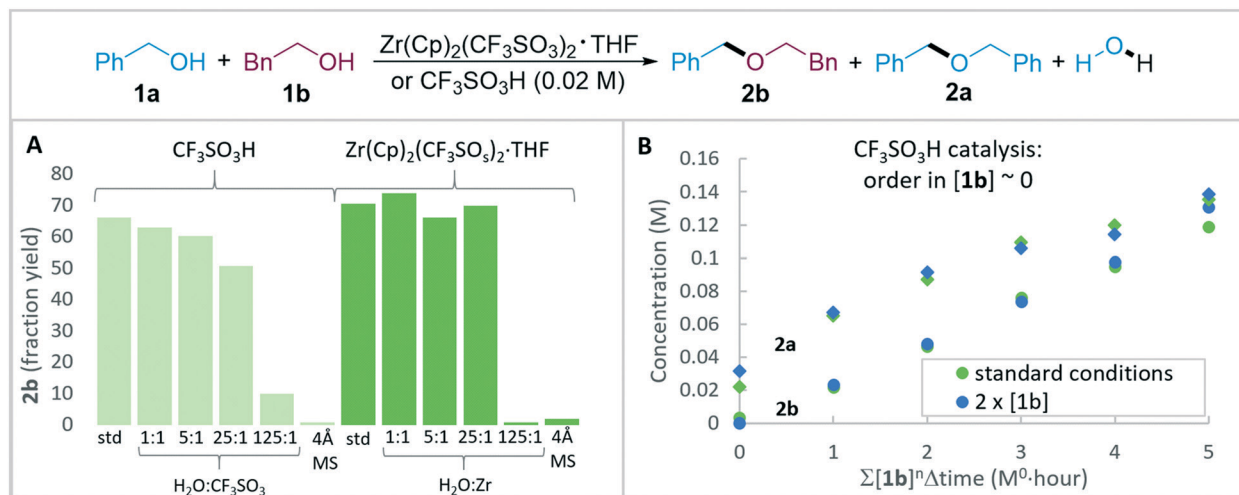 Ph OH + Bn OH Zr(Cp)₂(CF₃SO₃)₂·THF Ph O Bn + Ph O Ph + H O H
or CF₃SO₃H (0.02 M)
1a 1b 2b 2a
A
CF₃SO₃H Zr(Cp)₂(CF₃SOₛ)₂·THF
2b (fraction yield)
80
70
60
50
40
30
20
10
0
std 1:1 5:1 25:1 125:1 4Å MS std 1:1 5:1 25:1 125:1 4Å MS
H₂O:CF₃SO₃ H₂O:Zr
B
CF₃SO₃H catalysis:
order in [1b] ~ 0
Concentration (M)
0.16
0.14
0.12
0.1
0.08
0.06
0.04
0.02
0
2a
2b
standard conditions
2 x [1b]
0 1 2 3 4 5
Σ[1b]ⁿΔtime (M⁰·hour)